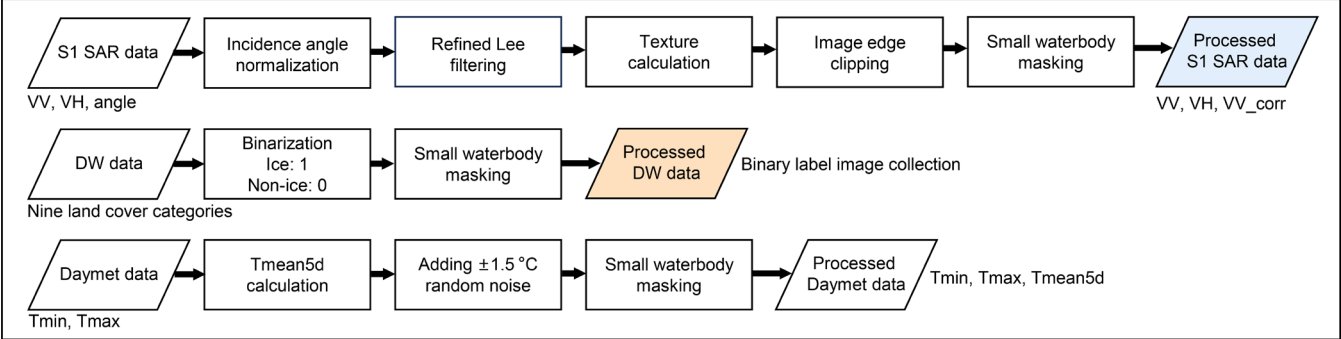 S1 SAR data
VV, VH, angle
Incidence angle
normalization
Refined Lee
filtering
Texture
calculation
Image edge
clipping
Small waterbody
masking
Processed
S1 SAR data
VV, VH, VV_corr
DW data
Nine land cover categories
Binarization
Ice: 1
Non-ice: 0
Small waterbody
masking
Processed
DW data
Binary label image collection
Daymet data
Tmin, Tmax
Tmean5d
calculation
Adding ±1.5 °C
random noise
Small waterbody
masking
Processed
Daymet data
Tmin, Tmax, Tmean5d